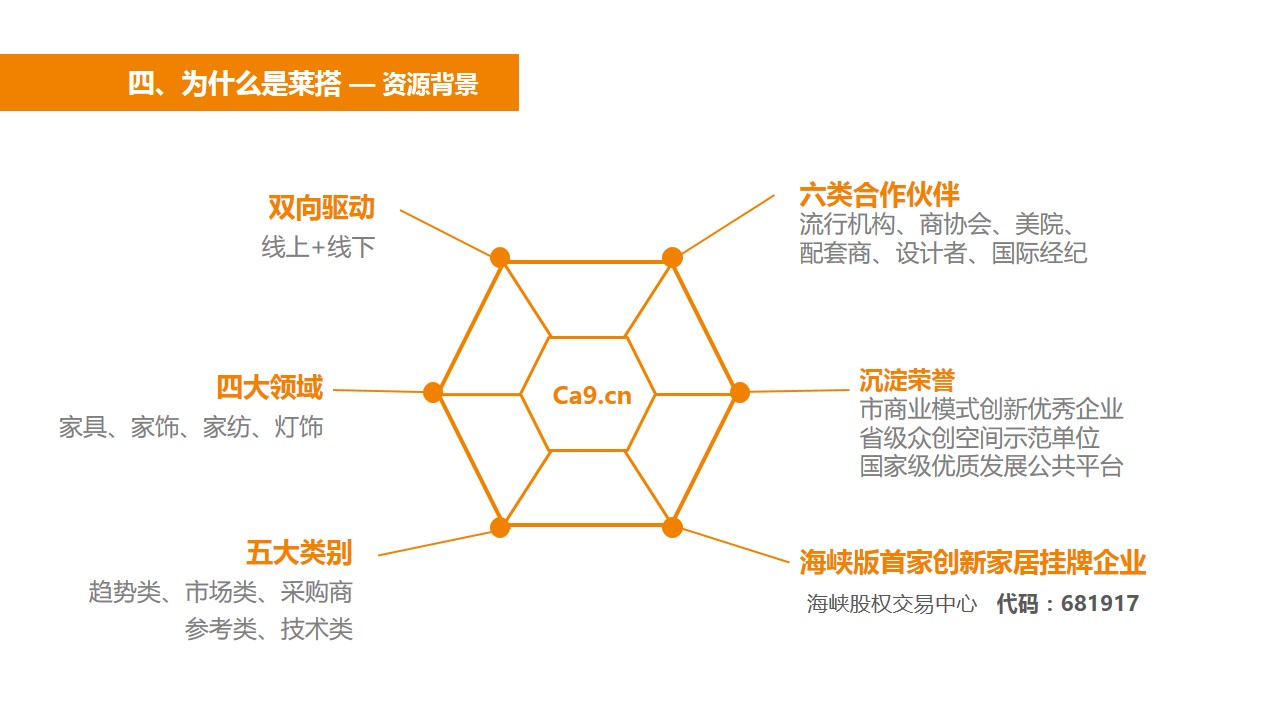 四、为什么是莱搭 — 资源背景
双向驱动
线上+线下
六类合作伙伴
流行机构、商协会、美院、
配套商、设计者、国际经纪
四大领域
家具、家饰、家纺、灯饰
Ca9.cn
沉淀荣誉
市商业模式创新优秀企业
省级众创空间示范单位
国家级优质发展公共平台
五大类别
趋势类、市场类、采购商
参考类、技术类
海峡版首家创新家居挂牌企业
海峡股权交易中心 代码：681917